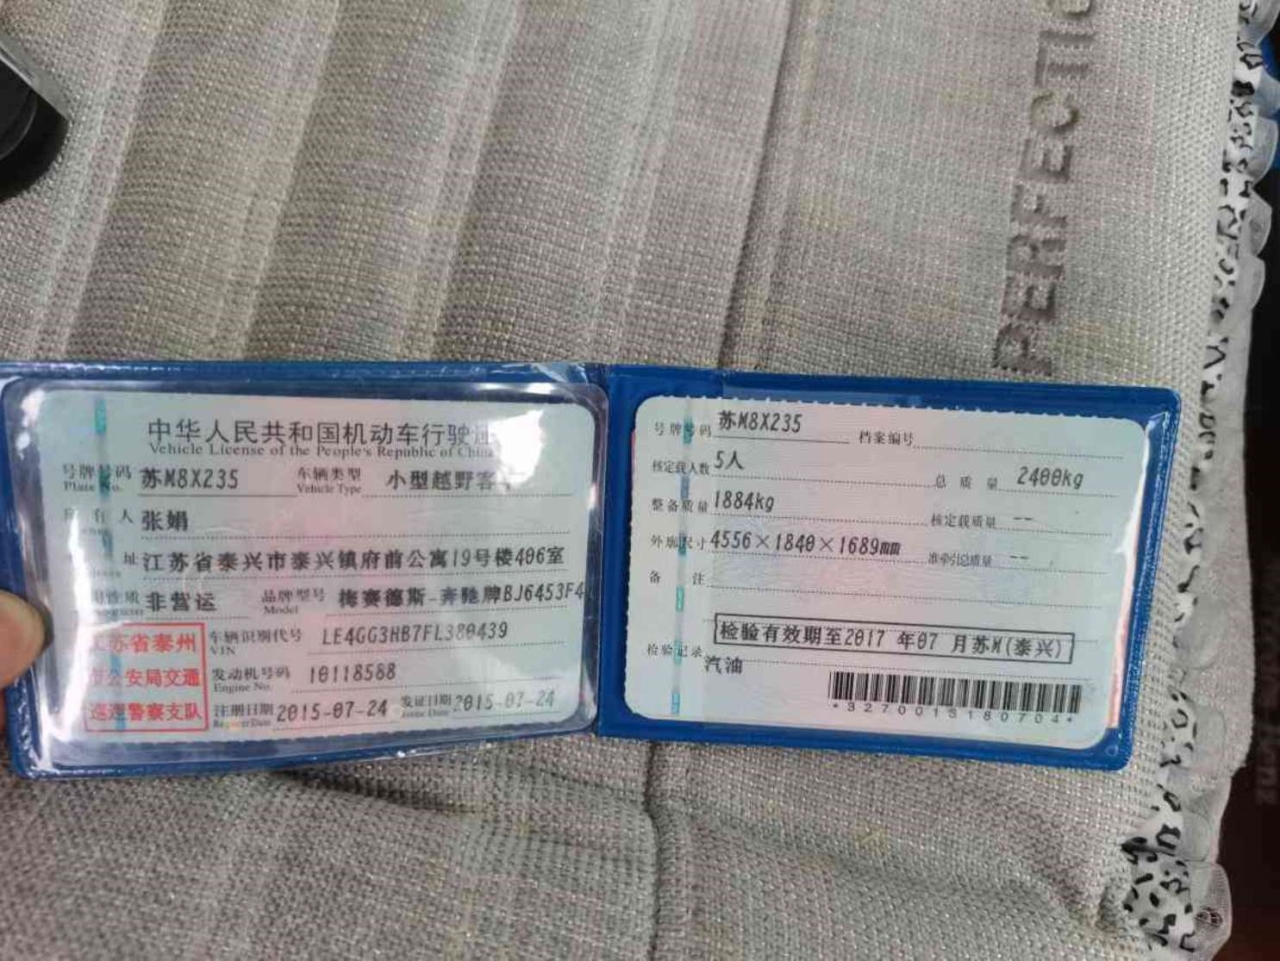 PERFECTIO
中华人民共和国机动车行驶证
Vehicle License of the People's Republic of China
号牌号码 苏M8X235 车辆类型 小型越野客车
Plate No. Vehicle Type
所有人 张娟
址 江苏省泰兴市泰兴镇府前公寓19号楼406室
性质 非营运 品牌型号 梅赛德斯-奔驰牌BJ6453F4
Model
江苏省泰州
市公安局交通
巡逻警察支队
车辆识别代号 LE4GG3HB7FL380439
VIN
发动机号码 10118588
Engine No.
注册日期 2015-07-24 发证日期 2015-07-24
Register Date Issue Date
号牌号码 苏M8X235 档案编号
核定载人数 5人 总质量 2400kg
整备质量 1884kg 核定载质量 --
外廓尺寸 4556×1840×1689mm 准牵引总质量 --
备注
检验有效期至2017年07月苏M(泰兴)
检验记录
汽油
*3270015180704*